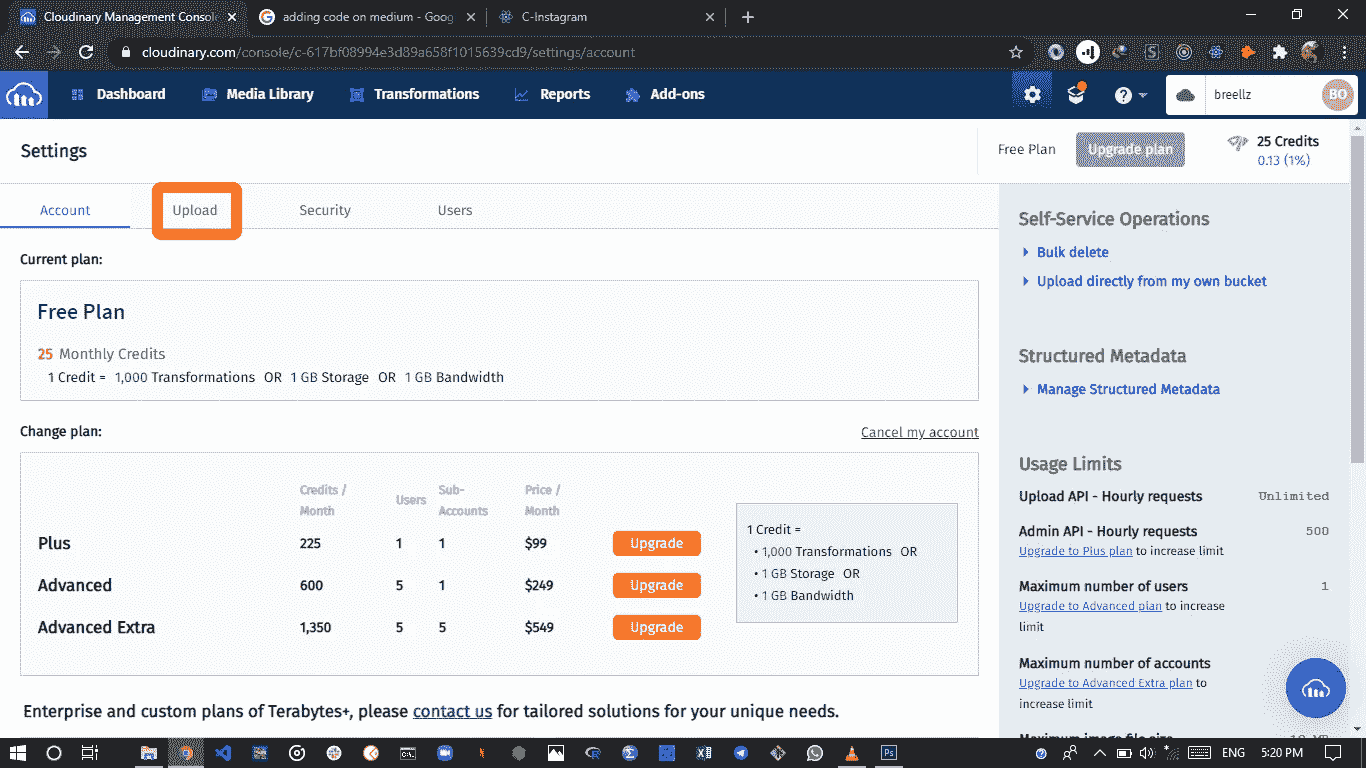 Cloudinary Management Consol
adding code on medium - Goog
C-Instagram
cloudinary.com/console/c-617bf08994e3d89a658f1015639cd9/settings/account
Dashboard
Media Library
Transformations
Reports
Add-ons
breellz
BO
Settings
Free Plan
Upgrade plan
25 Credits
0.13 (1%)
Account
Upload
Security
Users
Current plan:
Free Plan
25 Monthly Credits
1 Credit = 1,000 Transformations OR 1 GB Storage OR 1 GB Bandwidth
Change plan:
Cancel my account
Credits / Month
Users
Sub-Accounts
Price / Month
Plus 225 1 1 $99 Upgrade
Advanced 600 5 1 $249 Upgrade
Advanced Extra 1,350 5 5 $549 Upgrade
1 Credit =
• 1,000 Transformations OR
• 1 GB Storage OR
• 1 GB Bandwidth
Enterprise and custom plans of Terabytes+, please contact us for tailored solutions for your unique needs.
Self-Service Operations
Bulk delete
Upload directly from my own bucket
Structured Metadata
Manage Structured Metadata
Usage Limits
Upload API - Hourly requests Unlimited
Admin API - Hourly requests 500
Upgrade to Plus plan to increase limit
Maximum number of users 1
Upgrade to Advanced plan to increase
limit
Maximum number of accounts
Upgrade to Advanced Extra plan to
increase limit
Maximum image file size 10 MB
ENG
5:20 PM